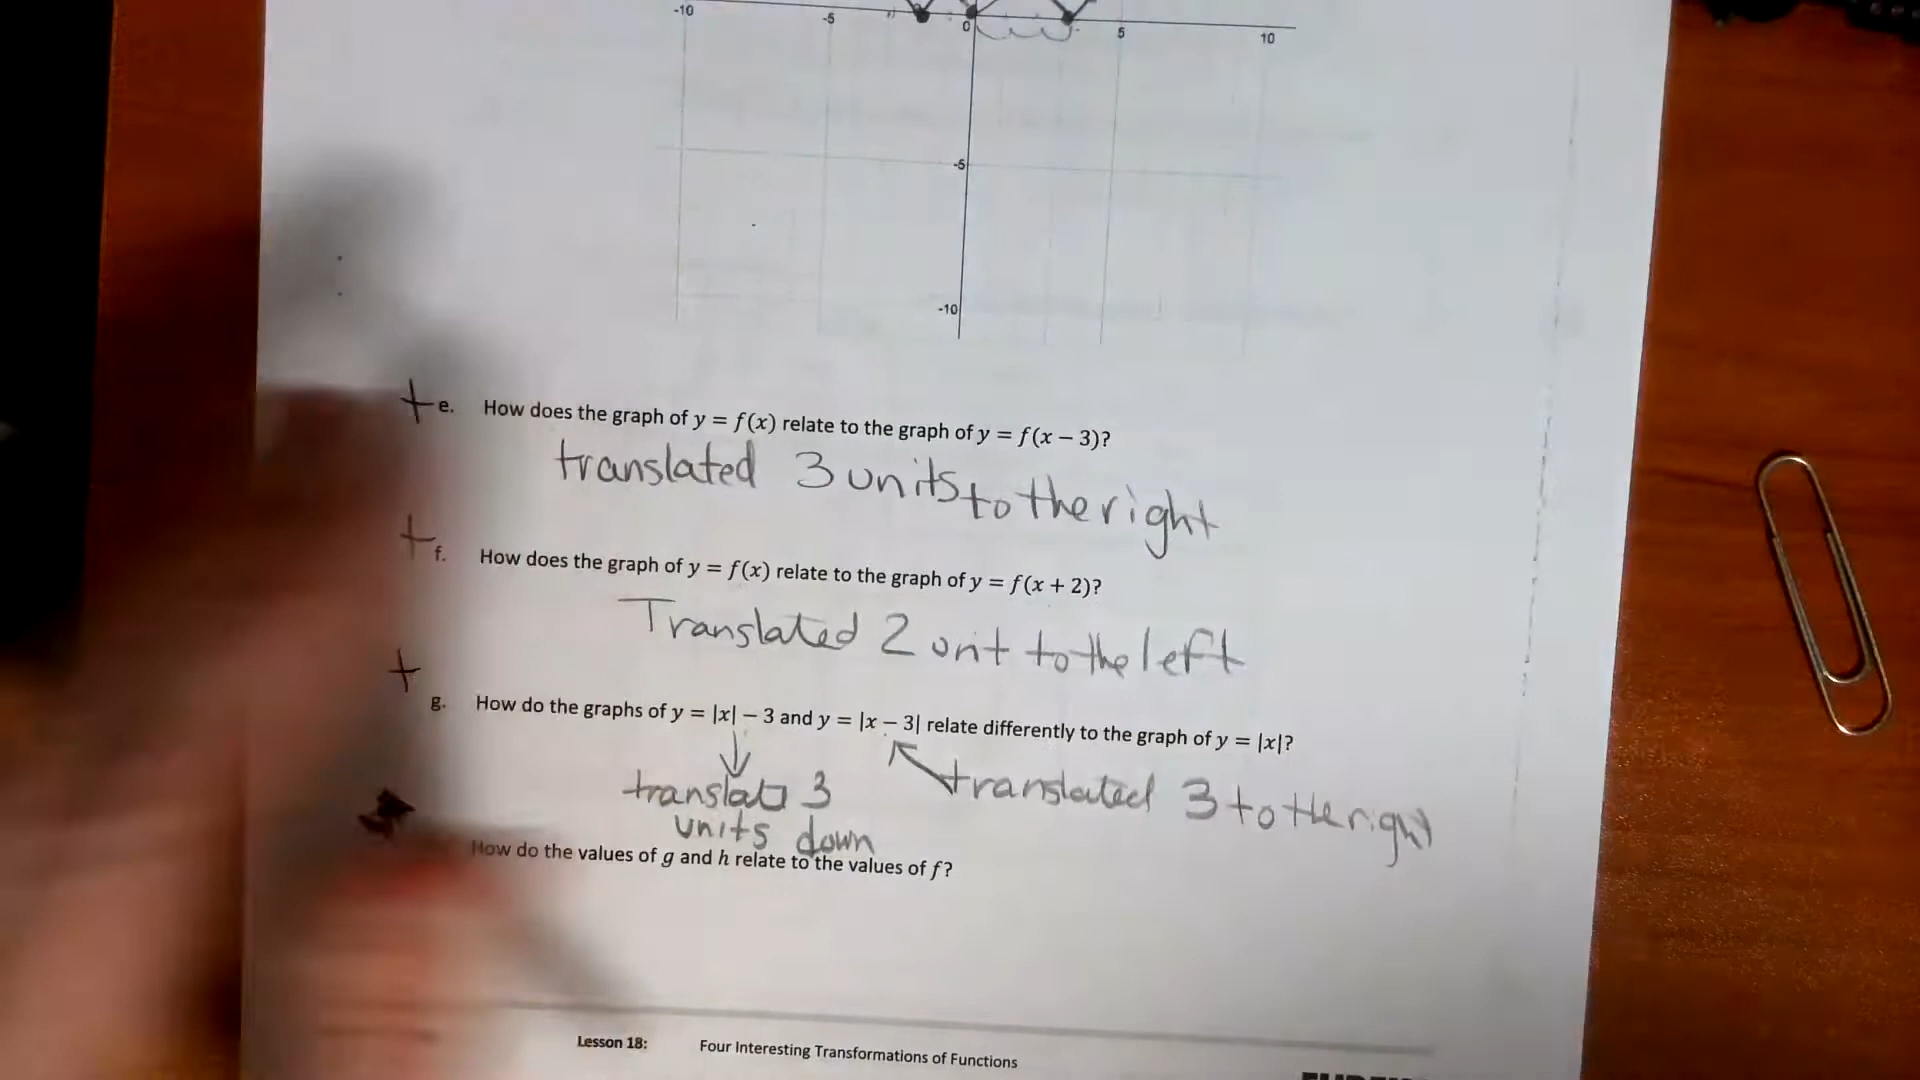 -10 -5 0 5 10
-5
-10
e. How does the graph of y = f(x) relate to the graph of y = f(x − 3)?
translated 3 units to the right
f. How does the graph of y = f(x) relate to the graph of y = f(x + 2)?
Translated 2 unit to the left
g. How do the graphs of y = |x| − 3 and y = |x − 3| relate differently to the graph of y = |x|?
translated 3 to the right
3
units down
How do the values of g and h relate to the values of f?
Lesson 18: Four Interesting Transformations of Functions